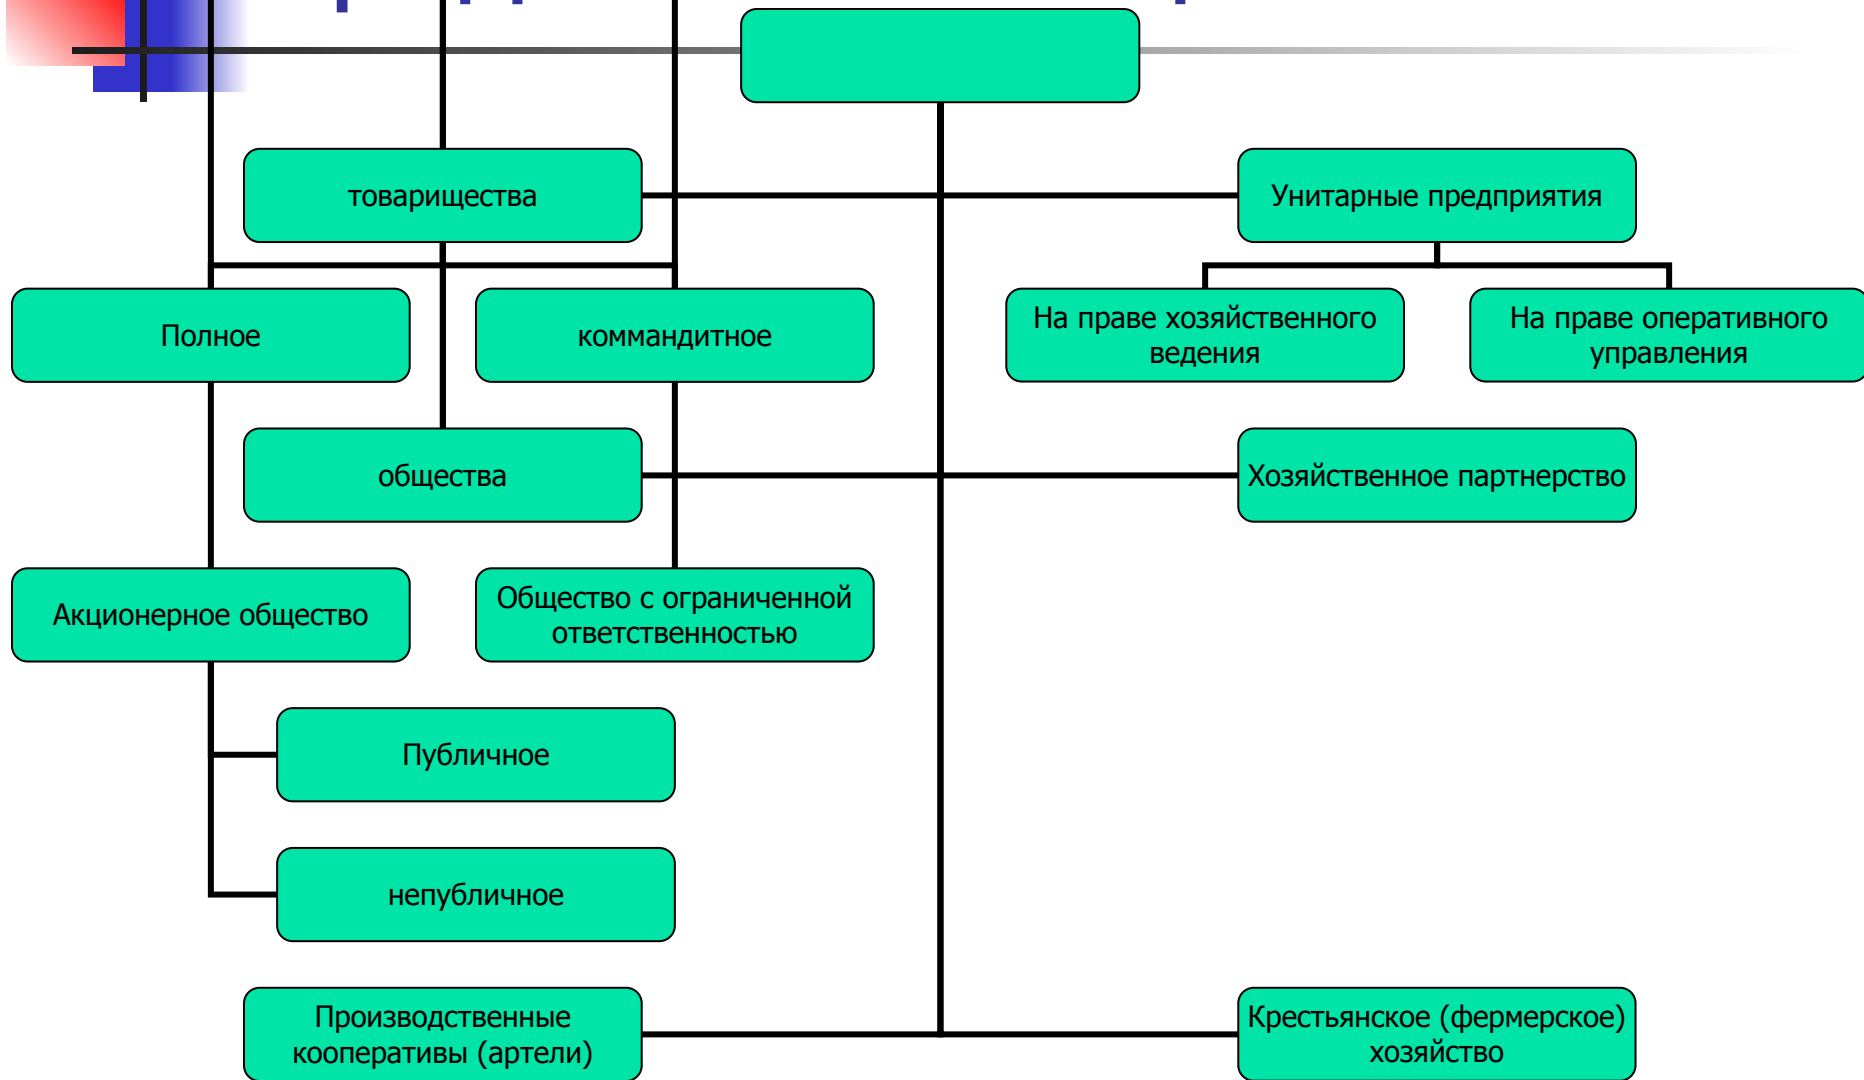 товарищества
Унитарные предприятия
Полное
коммандитное
На праве хозяйственного
ведения
На праве оперативного
управления
общества
Хозяйственное партнерство
Акционерное общество
Общество с ограниченной
ответственностью
Публичное
непубличное
Производственные
кооперативы (артели)
Крестьянское (фермерское)
хозяйство